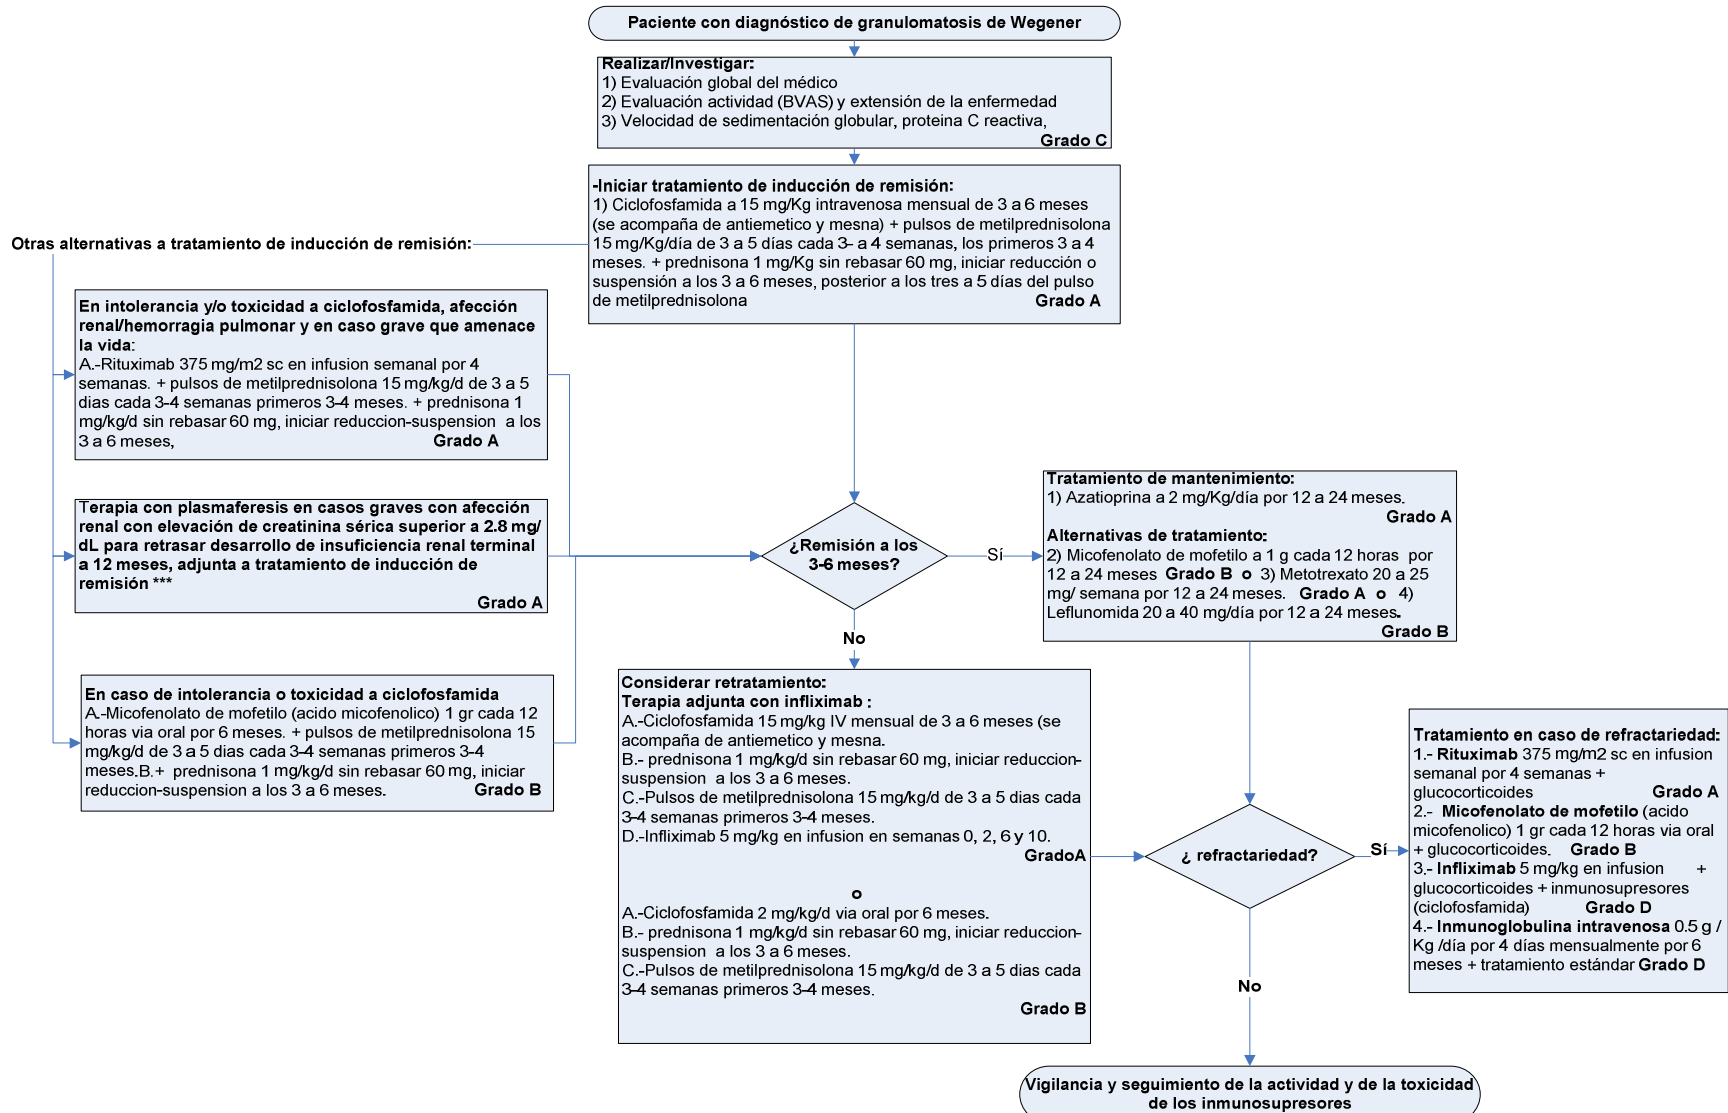 Paciente con diagnóstico de granulomatosis de Wegener
Realizar/Investigar:
1) Evaluación global del médico
2) Evaluación actividad (BVAS) y extensión de la enfermedad
3) Velocidad de sedimentación globular, proteina C reactiva,
Grado C
-Iniciar tratamiento de inducción de remisión:
1) Ciclofosfamida a 15 mg/Kg intravenosa mensual de 3 a 6 meses
(se acompaña de antiemetico y mesna) + pulsos de metilprednisolona
15 mg/Kg/día de 3 a 5 días cada 3- a 4 semanas, los primeros 3 a 4
meses. + prednisona 1 mg/Kg sin rebasar 60 mg, iniciar reducción o
suspensión a los 3 a 6 meses, posterior a los tres a 5 días del pulso
de metilprednisolona Grado A
Otras alternativas a tratamiento de inducción de remisión:
En intolerancia y/o toxicidad a ciclofosfamida, afección
renal/hemorragia pulmonar y en caso grave que amenace
la vida:
A.-Rituximab 375 mg/m2 sc en infusion semanal por 4
semanas. + pulsos de metilprednisolona 15 mg/kg/d de 3 a 5
dias cada 3-4 semanas primeros 3-4 meses. + prednisona 1
mg/kg/d sin rebasar 60 mg, iniciar reduccion-suspension a los
3 a 6 meses, Grado A
Terapia con plasmaferesis en casos graves con afección
renal con elevación de creatinina sérica superior a 2.8 mg/
dL para retrasar desarrollo de insuficiencia renal terminal
a 12 meses, adjunta a tratamiento de inducción de
remisión ***
Grado A
En caso de intolerancia o toxicidad a ciclofosfamida
A.-Micofenolato de mofetilo (acido micofenolico) 1 gr cada 12
horas via oral por 6 meses. + pulsos de metilprednisolona 15
mg/kg/d de 3 a 5 dias cada 3-4 semanas primeros 3-4
meses.B.+ prednisona 1 mg/kg/d sin rebasar 60 mg, iniciar
reduccion-suspension a los 3 a 6 meses. Grado B
¿Remisión a los
3-6 meses?
Sí
No
Tratamiento de mantenimiento:
1) Azatioprina a 2 mg/Kg/día por 12 a 24 meses.
Grado A
Alternativas de tratamiento:
2) Micofenolato de mofetilo a 1 g cada 12 horas por
12 a 24 meses Grado B o 3) Metotrexato 20 a 25
mg/ semana por 12 a 24 meses. Grado A o 4)
Leflunomida 20 a 40 mg/día por 12 a 24 meses.
Grado B
Considerar retratamiento:
Terapia adjunta con infliximab :
A.-Ciclofosfamida 15 mg/kg IV mensual de 3 a 6 meses (se
acompaña de antiemetico y mesna.
B.- prednisona 1 mg/kg/d sin rebasar 60 mg, iniciar reduccion-
suspension a los 3 a 6 meses.
C.-Pulsos de metilprednisolona 15 mg/kg/d de 3 a 5 dias cada
3-4 semanas primeros 3-4 meses.
D.-Infliximab 5 mg/kg en infusion en semanas 0, 2, 6 y 10.
GradoA
o
A.-Ciclofosfamida 2 mg/kg/d via oral por 6 meses.
B.- prednisona 1 mg/kg/d sin rebasar 60 mg, iniciar reduccion-
suspension a los 3 a 6 meses.
C.-Pulsos de metilprednisolona 15 mg/kg/d de 3 a 5 dias cada
3-4 semanas primeros 3-4 meses.
Grado B
¿ refractariedad?
Sí
No
Tratamiento en caso de refractariedad:
1.- Rituximab 375 mg/m2 sc en infusion
semanal por 4 semanas +
glucocorticoides Grado A
2.- Micofenolato de mofetilo (acido
micofenolico) 1 gr cada 12 horas via oral
+ glucocorticoides. Grado B
3.- Infliximab 5 mg/kg en infusion +
glucocorticoides + inmunosupresores
(ciclofosfamida) Grado D
4.- Inmunoglobulina intravenosa 0.5 g /
Kg /día por 4 días mensualmente por 6
meses + tratamiento estándar Grado D
Vigilancia y seguimiento de la actividad y de la toxicidad
de los inmunosupresores